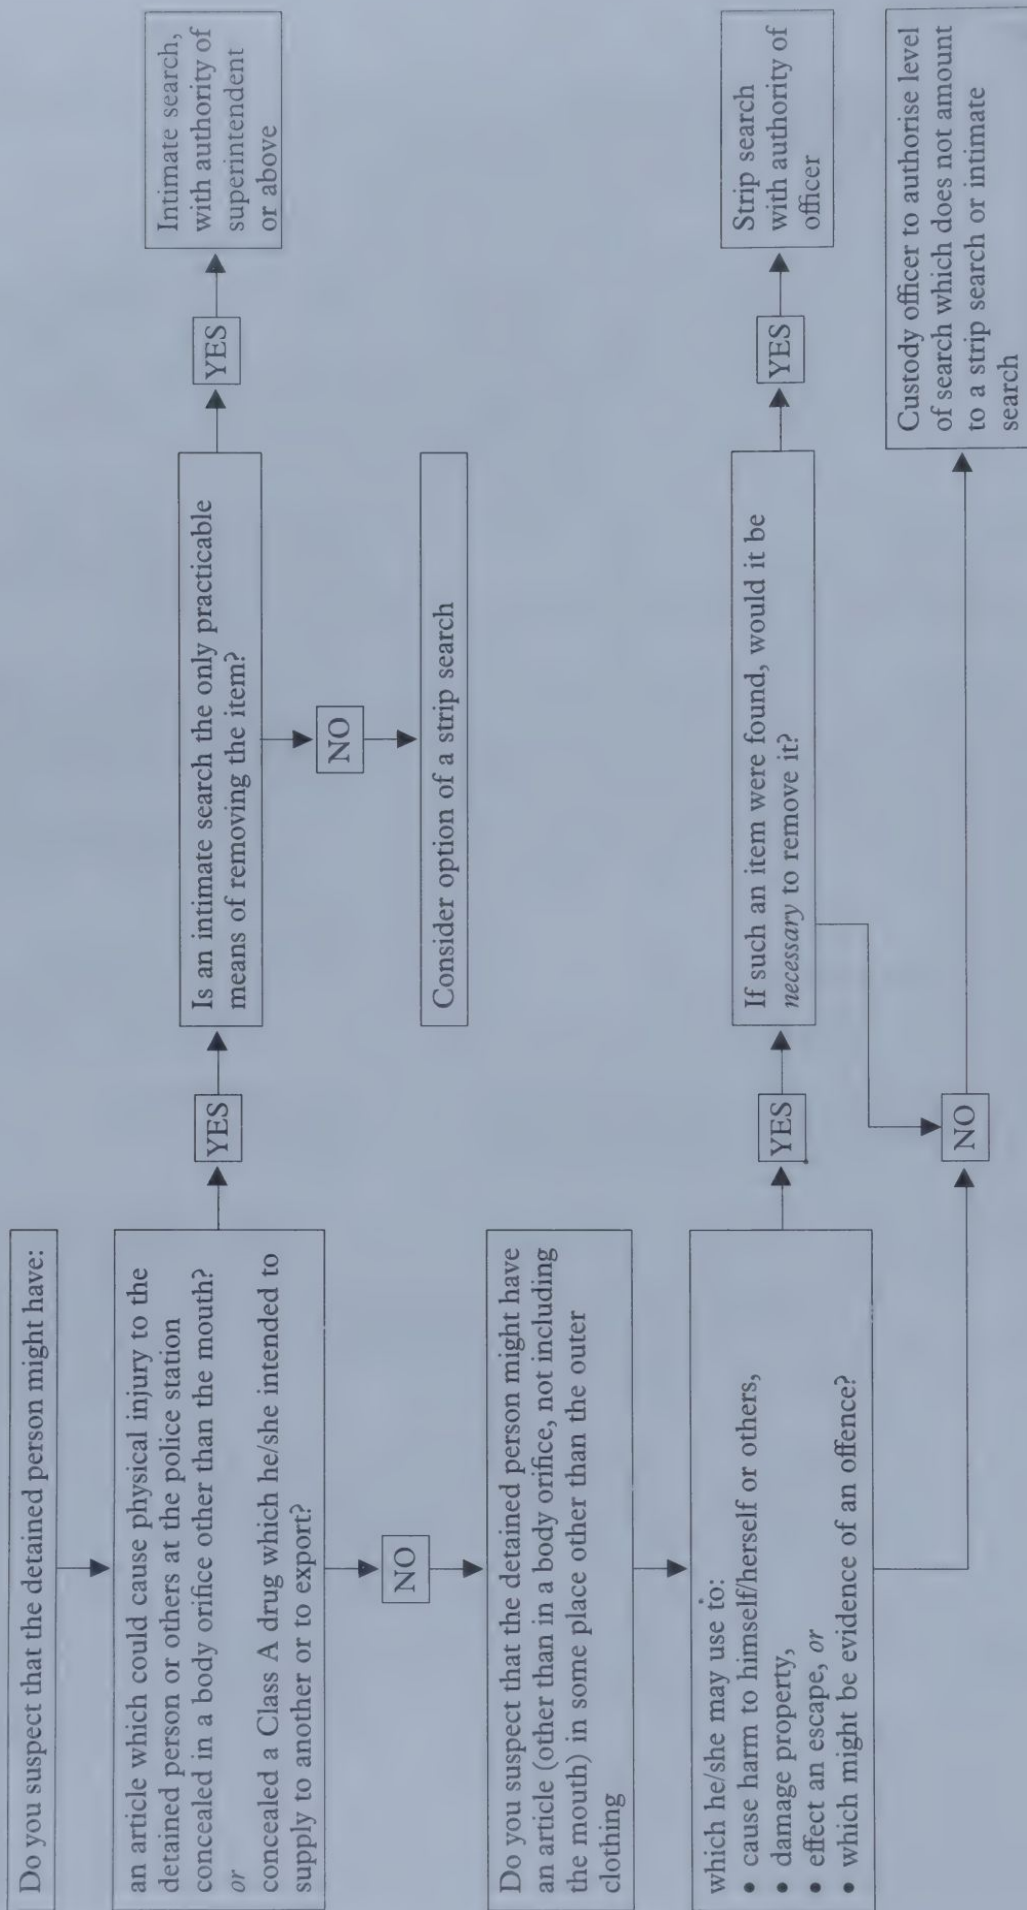 Do you suspect that the detained person might have:
an article which could cause physical injury to the
detained person or others at the police station
concealed in a body orifice other than the mouth?
or
concealed a Class A drug which he/she intended to
supply to another or to export?
YES
Is an intimate search the only practicable
means of removing the item?
YES
Intimate search,
with authority of
superintendent
or above
NO
Consider option of a strip search
NO
Do you suspect that the detained person might have
an article (other than in a body orifice, not including
the mouth) in some place other than the outer
clothing
which he/she may use to:
• cause harm to himself/herself or others,
• damage property,
• effect an escape, or
• which might be evidence of an offence?
YES
If such an item were found, would it be
necessary to remove it?
YES
Strip search
with authority of
officer
NO
Custody officer to authorise level
of search which does not amount
to a strip search or intimate
search